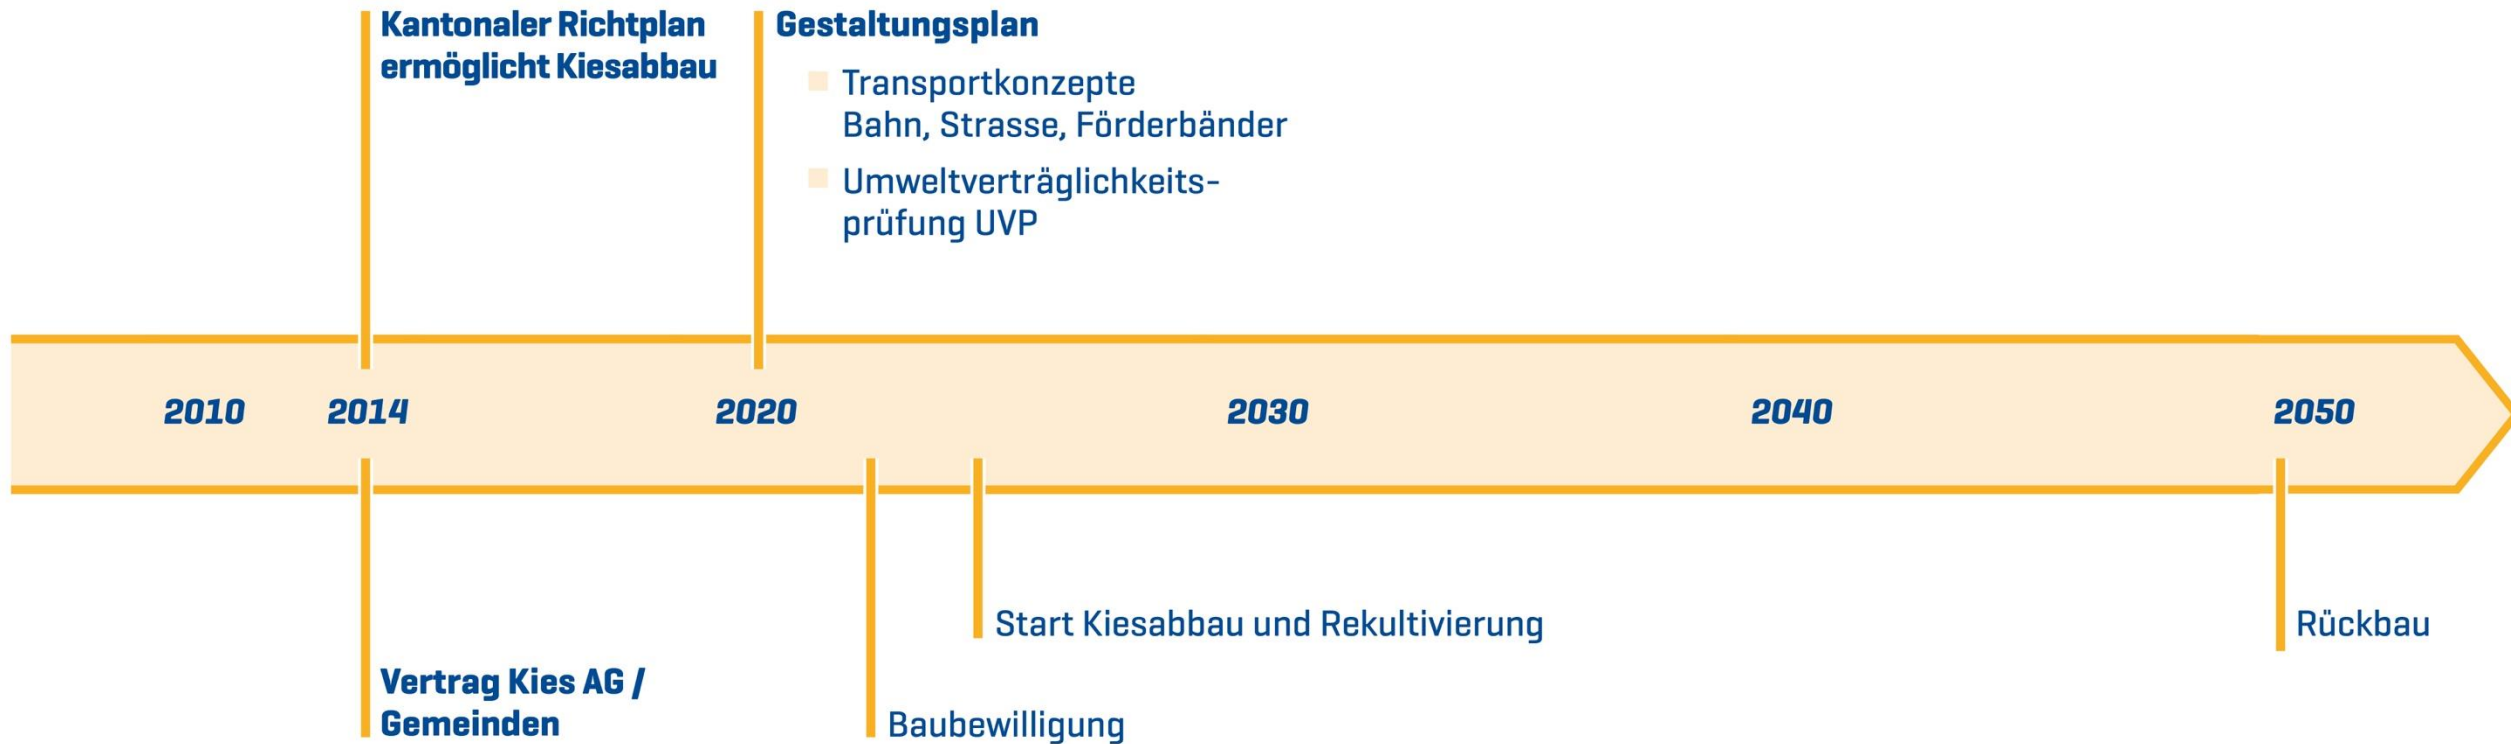 Kantonaler Richtplan
ermöglicht Kiesabbau
Gestaltungsplan
Transportkonzepte
Bahn, Strasse, Förderbänder
Umweltverträglichkeits-
prüfung UVP
2010
2014
2020
2030
2040
2050
Start Kiesabbau und Rekultivierung
Rückbau
Vertrag Kies AG /
Gemeinden
Baubewilligung